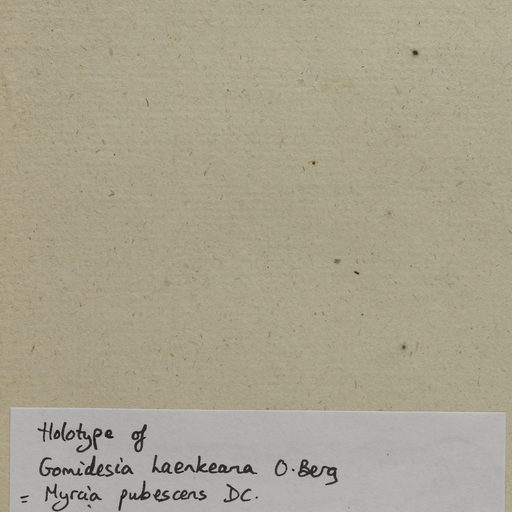 Holotype of
Gomidesia haenkeana O. Berg
= Myrcia pubescens DC.